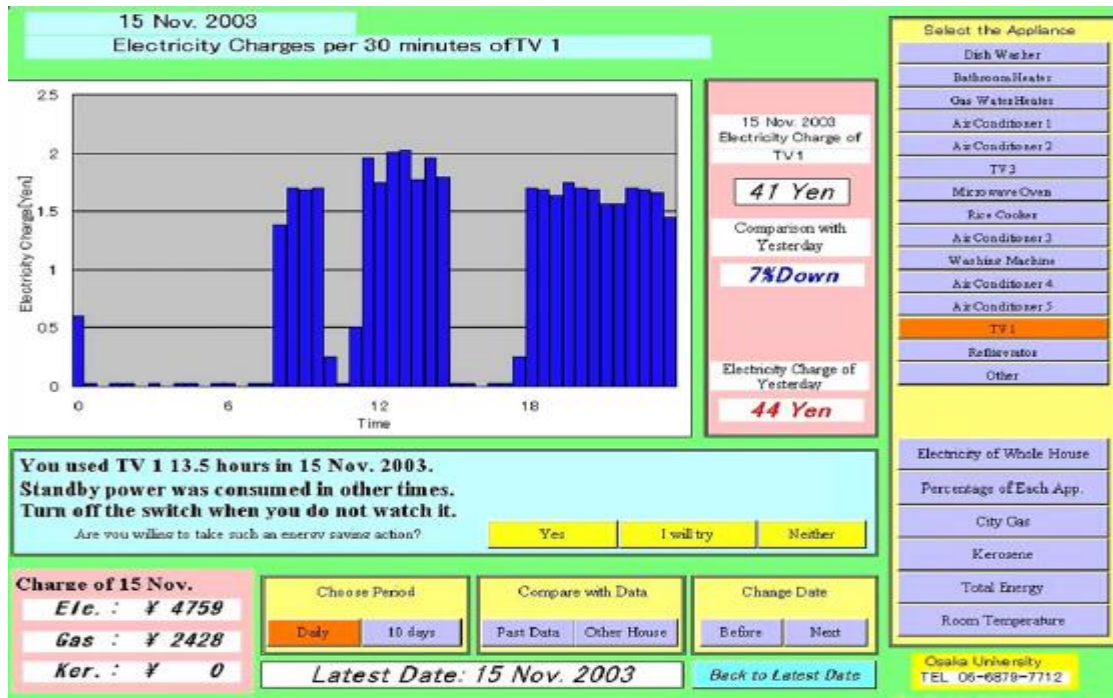 15 Nov. 2003
Electricity Charges per 30 minutes ofTV 1
2.5
2
1.5
1
0.5
0
Electricity Charge[Yen]
0 6 12 18
Time
15 Nov. 2003
Electricity Charge of
TV1
41 Yen
Comparison with
Yesterday
7%Down
Electricity Charge of
Yesterday
44 Yen
Select the Appliance
Dish Washer
Bathroom Heater
Gas Water Heater
Air Conditioner 1
Air Conditioner 2
TV 2
Microwave Oven
Rice Cooker
Air Conditioner 3
Washing Machine
Air Conditioner 4
Air Conditioner 5
TV 1
Refrigerator
Other
Electricity of Whole House
Percentage of Each App.
City Gas
Kerosene
Total Energy
Room Temperature
You used TV 1 13.5 hours in 15 Nov. 2003.
Standby power was consumed in other times.
Turn off the switch when you do not watch it.
Are you willing to take such an energy saving action?
Yes I will try Neither
Charge of 15 Nov.
Ele. : ¥ 4759
Gas : ¥ 2428
Ker. : ¥ 0
Choose Period
Daily 10 days
Compare with Data
Past Data Other House
Change Date
Before Next
Latest Date: 15 Nov. 2003
Back to Latest Date
Osaka University
TEL 06-6879-7712